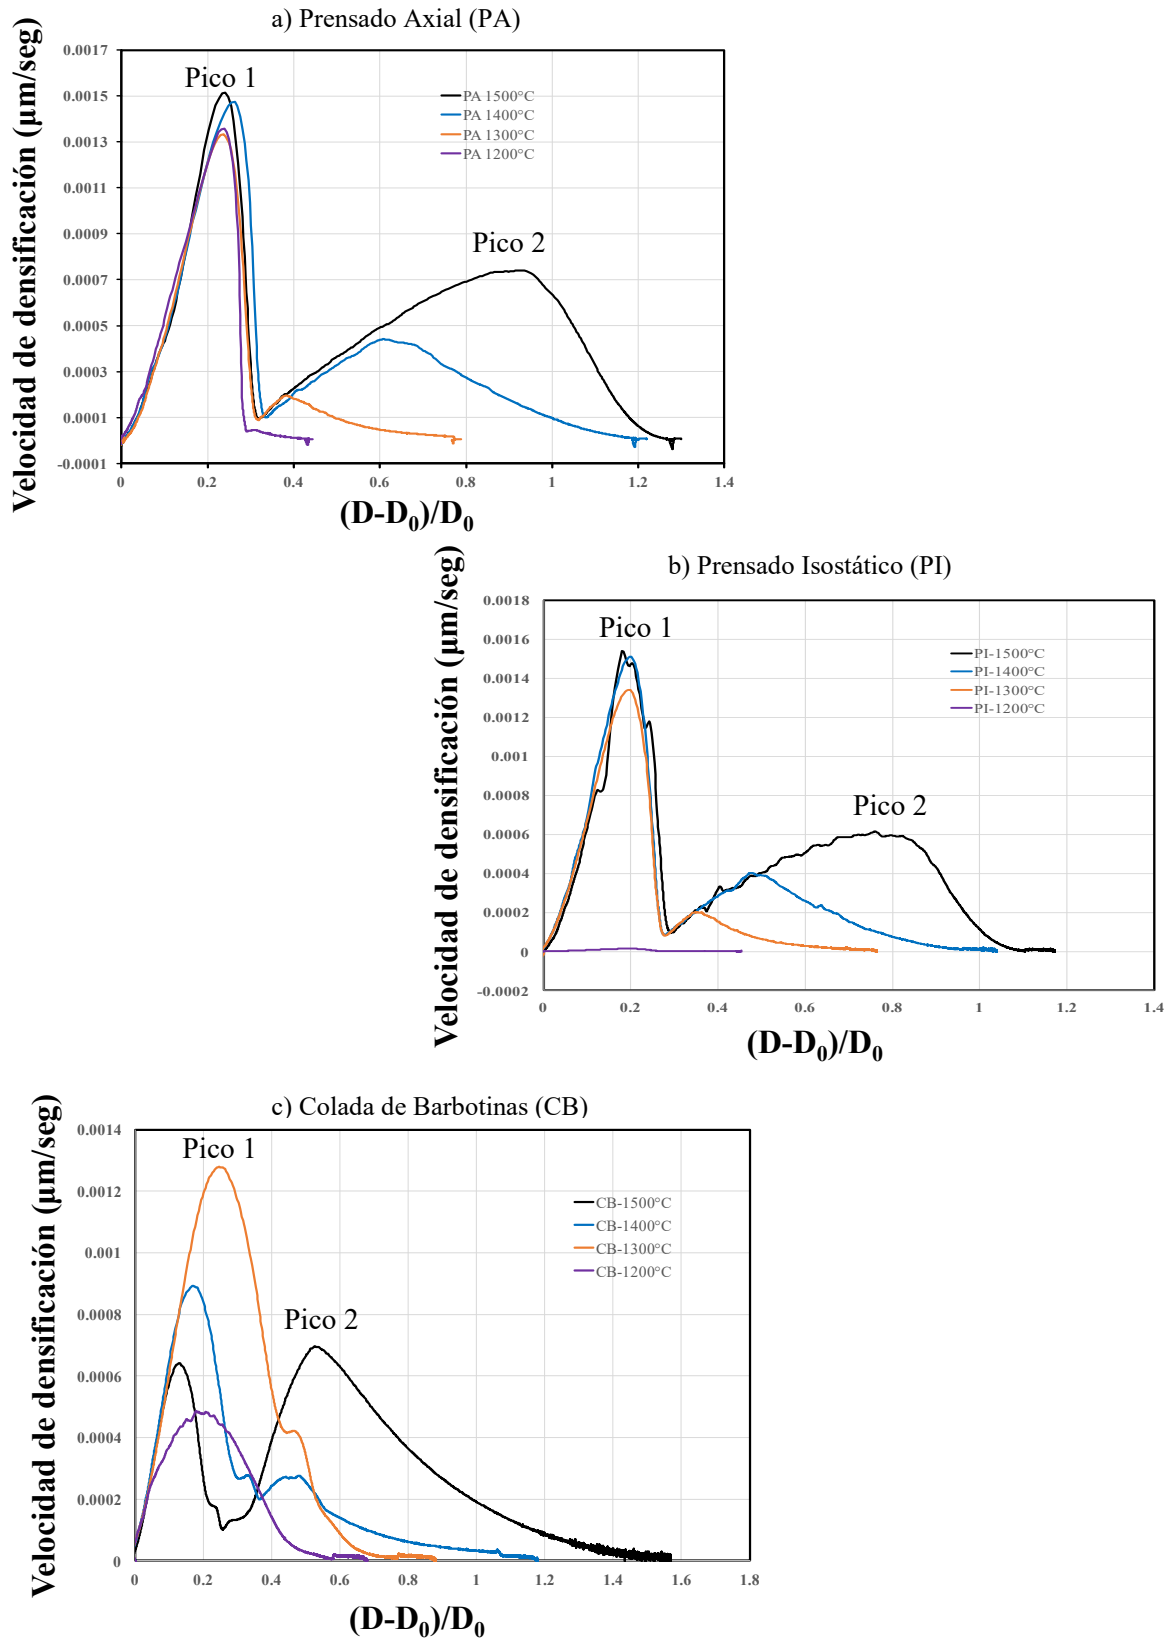 a) Prensado Axial (PA)
Velocidad de densificación (µm/seg)
0.0017
0.0015
0.0013
0.0011
0.0009
0.0007
0.0005
0.0003
0.0001
-0.0001
Pico 1
Pico 2
PA 1500°C
PA 1400°C
PA 1300°C
PA 1200°C
0 0.2 0.4 0.6 0.8 1 1.2 1.4
(D-D0)/D0
b) Prensado Isostático (PI)
Velocidad de densificación (µm/seg)
0.0018
0.0016
0.0014
0.0012
0.001
0.0008
0.0006
0.0004
0.0002
0
-0.0002
Pico 1
Pico 2
PI-1500°C
PI-1400°C
PI-1300°C
PI-1200°C
0 0.2 0.4 0.6 0.8 1 1.2 1.4
(D-D0)/D0
c) Colada de Barbotinas (CB)
Velocidad de densificación (µm/seg)
0.0014
0.0012
0.001
0.0008
0.0006
0.0004
0.0002
0
Pico 1
Pico 2
CB-1500°C
CB-1400°C
CB-1300°C
CB-1200°C
0 0.2 0.4 0.6 0.8 1 1.2 1.4 1.6 1.8
(D-D0)/D0